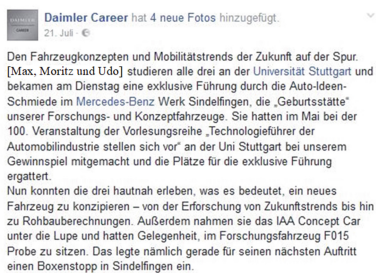 DAIMLER
CAREER
Daimler Career hat 4 neue Fotos hinzugefügt.
21. Juli ·
Den Fahrzeugkonzepten und Mobilitätstrends der Zukunft auf der Spur.
[Max, Moritz und Udo] studieren alle drei an der Universität Stuttgart und
bekamen am Dienstag eine exklusive Führung durch die Auto-Ideen-
Schmiede im Mercedes-Benz Werk Sindelfingen, die „Geburtsstätte“
unserer Forschungs- und Konzeptfahrzeuge. Sie hatten im Mai bei der
100. Veranstaltung der Vorlesungsreihe „Technologieführer der
Automobilindustrie stellen sich vor“ an der Uni Stuttgart bei unserem
Gewinnspiel mitgemacht und die Plätze für die exklusive Führung
ergattert.
Nun konnten die drei hautnah erleben, was es bedeutet, ein neues
Fahrzeug zu konzipieren – von der Erforschung von Zukunftstrends bis hin
zu Rohbauberechnungen. Außerdem nahmen sie das IAA Concept Car
unter die Lupe und hatten Gelegenheit, im Forschungsfahrzeug F015
Probe zu sitzen. Das legte nämlich gerade für seinen nächsten Auftritt
einen Boxenstopp in Sindelfingen ein.